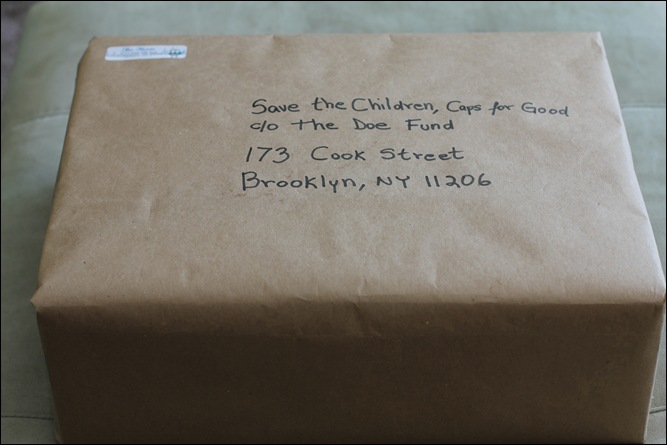 Save the Children, Caps for Good
c/o The Doe Fund
173 Cook Street
Brooklyn, NY 11206